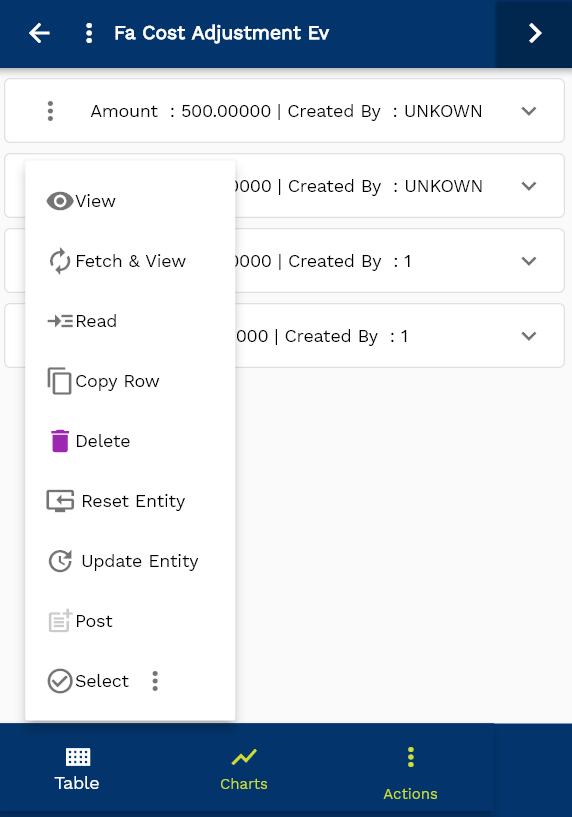 Fa Cost Adjustment Ev
Amount : 500.00000 | Created By : UNKOWN
0000 | Created By : UNKOWN
0000 | Created By : 1
000 | Created By : 1
View
Fetch & View
Read
Copy Row
Delete
Reset Entity
Update Entity
Post
Select
Table
Charts
Actions